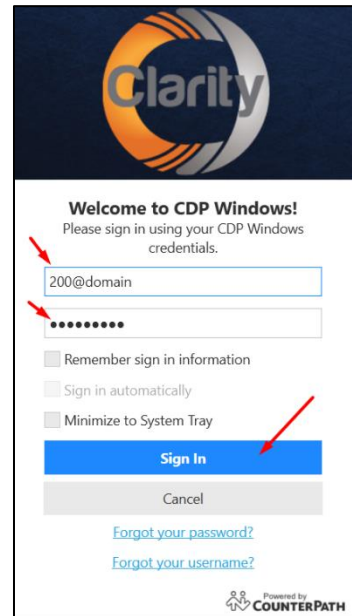 Clarity
Welcome to CDP Windows!
Please sign in using your CDP Windows
credentials.
200@domain
●●●●●●●●●
Remember sign in information
Sign in automatically
Minimize to System Tray
Sign In
Cancel
Forgot your password?
Forgot your username?
Powered by
COUNTERPATH